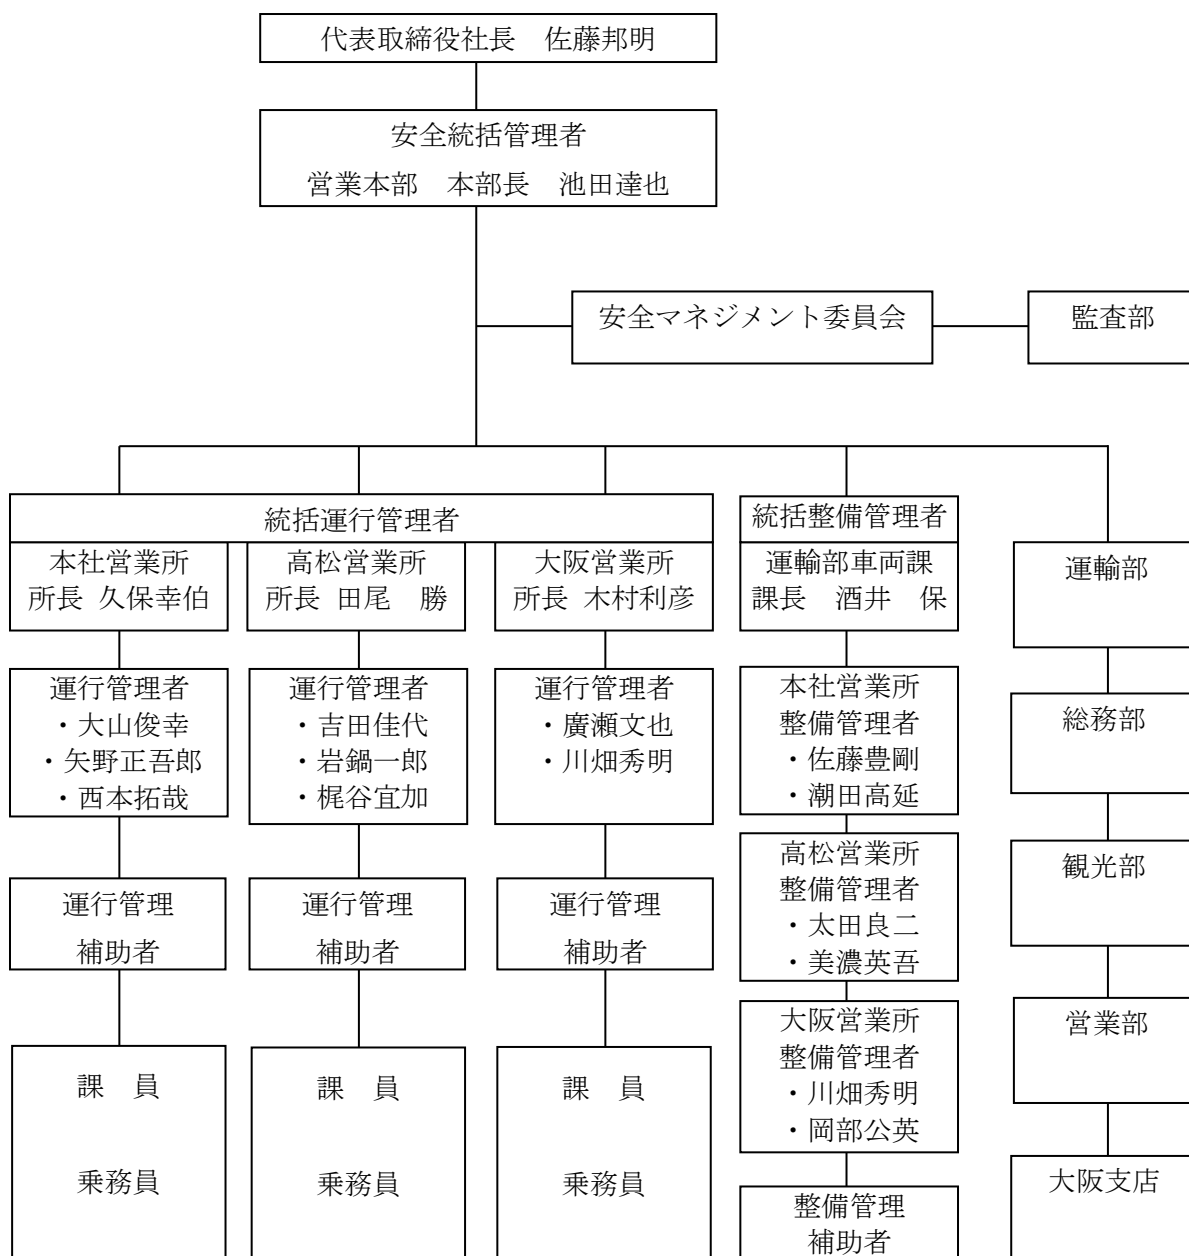 代表取締役社長　佐藤邦明
安全統括管理者
営業本部　本部長　池田達也
安全マネジメント委員会
監査部
統括運行管理者
本社営業所
所長 久保幸伯
高松営業所
所長 田尾　勝
大阪営業所
所長 木村利彦
運行管理者
・大山俊幸
・矢野正吾郎
・西本拓哉
運行管理者
・吉田佳代
・岩鍋一郎
・梶谷宜加
運行管理者
・廣瀬文也
・川畑秀明
運行管理
補助者
運行管理
補助者
運行管理
補助者
課　員
乗務員
課　員
乗務員
課　員
乗務員
統括整備管理者
運輸部車両課
課長　酒井　保
本社営業所
整備管理者
・佐藤豊剛
・潮田高延
高松営業所
整備管理者
・太田良二
・美濃英吾
大阪営業所
整備管理者
・川畑秀明
・岡部公英
整備管理
補助者
運輸部
総務部
観光部
営業部
大阪支店